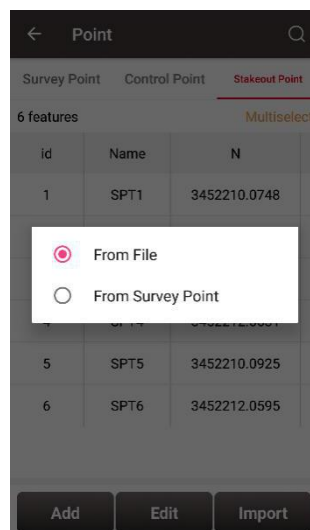 Point
Survey Point Control Point Stakeout Point
6 features Multiselec
id Name N
1 SPT1 3452210.0748
From File
From Survey Point
5 SPT5 3452210.0925
6 SPT6 3452212.0595
Add Edit Import